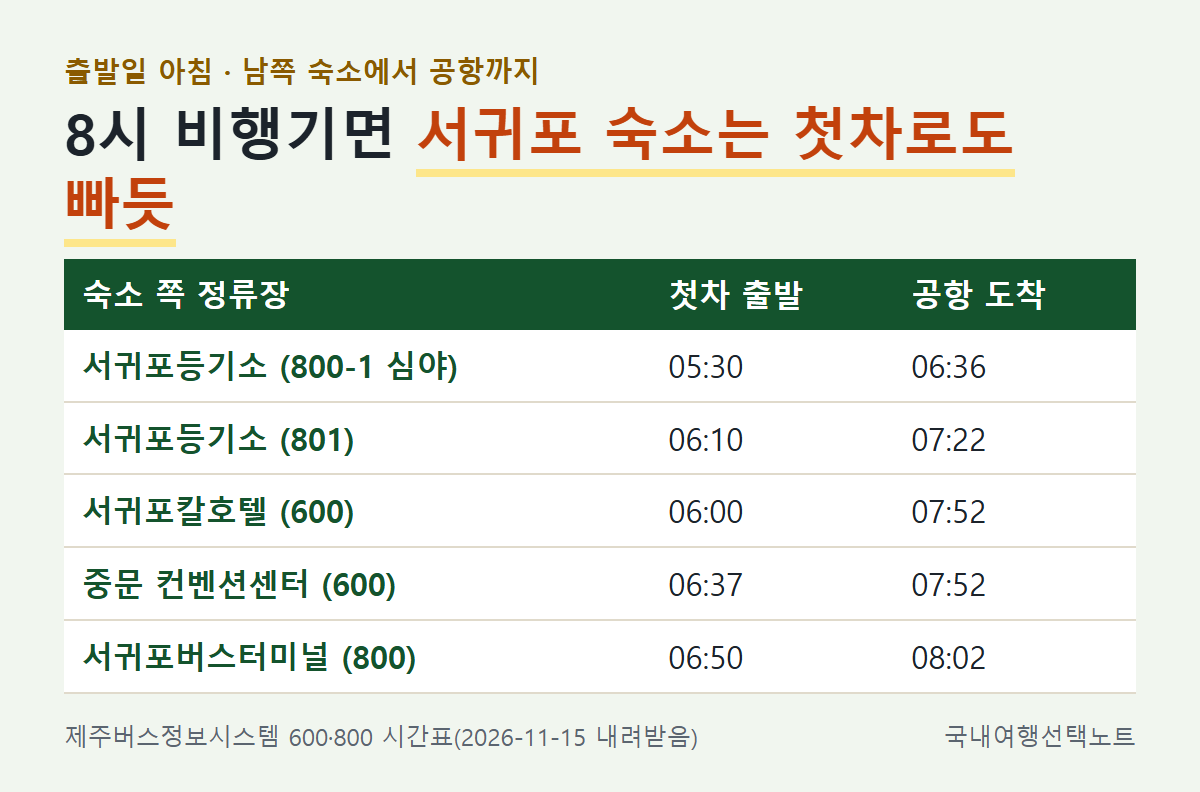 출발일 아침 · 남쪽 숙소에서 공항까지
8시 비행기면 서귀포 숙소는 첫차로도
빠듯
숙소 쪽 정류장 첫차 출발 공항 도착
서귀포등기소 (800-1 심야) 05:30 06:36
서귀포등기소 (801) 06:10 07:22
서귀포칼호텔 (600) 06:00 07:52
중문 컨벤션센터 (600) 06:37 07:52
서귀포버스터미널 (800) 06:50 08:02
제주버스정보시스템 600·800 시간표(2026-11-15 내려받음) 국내여행선택노트